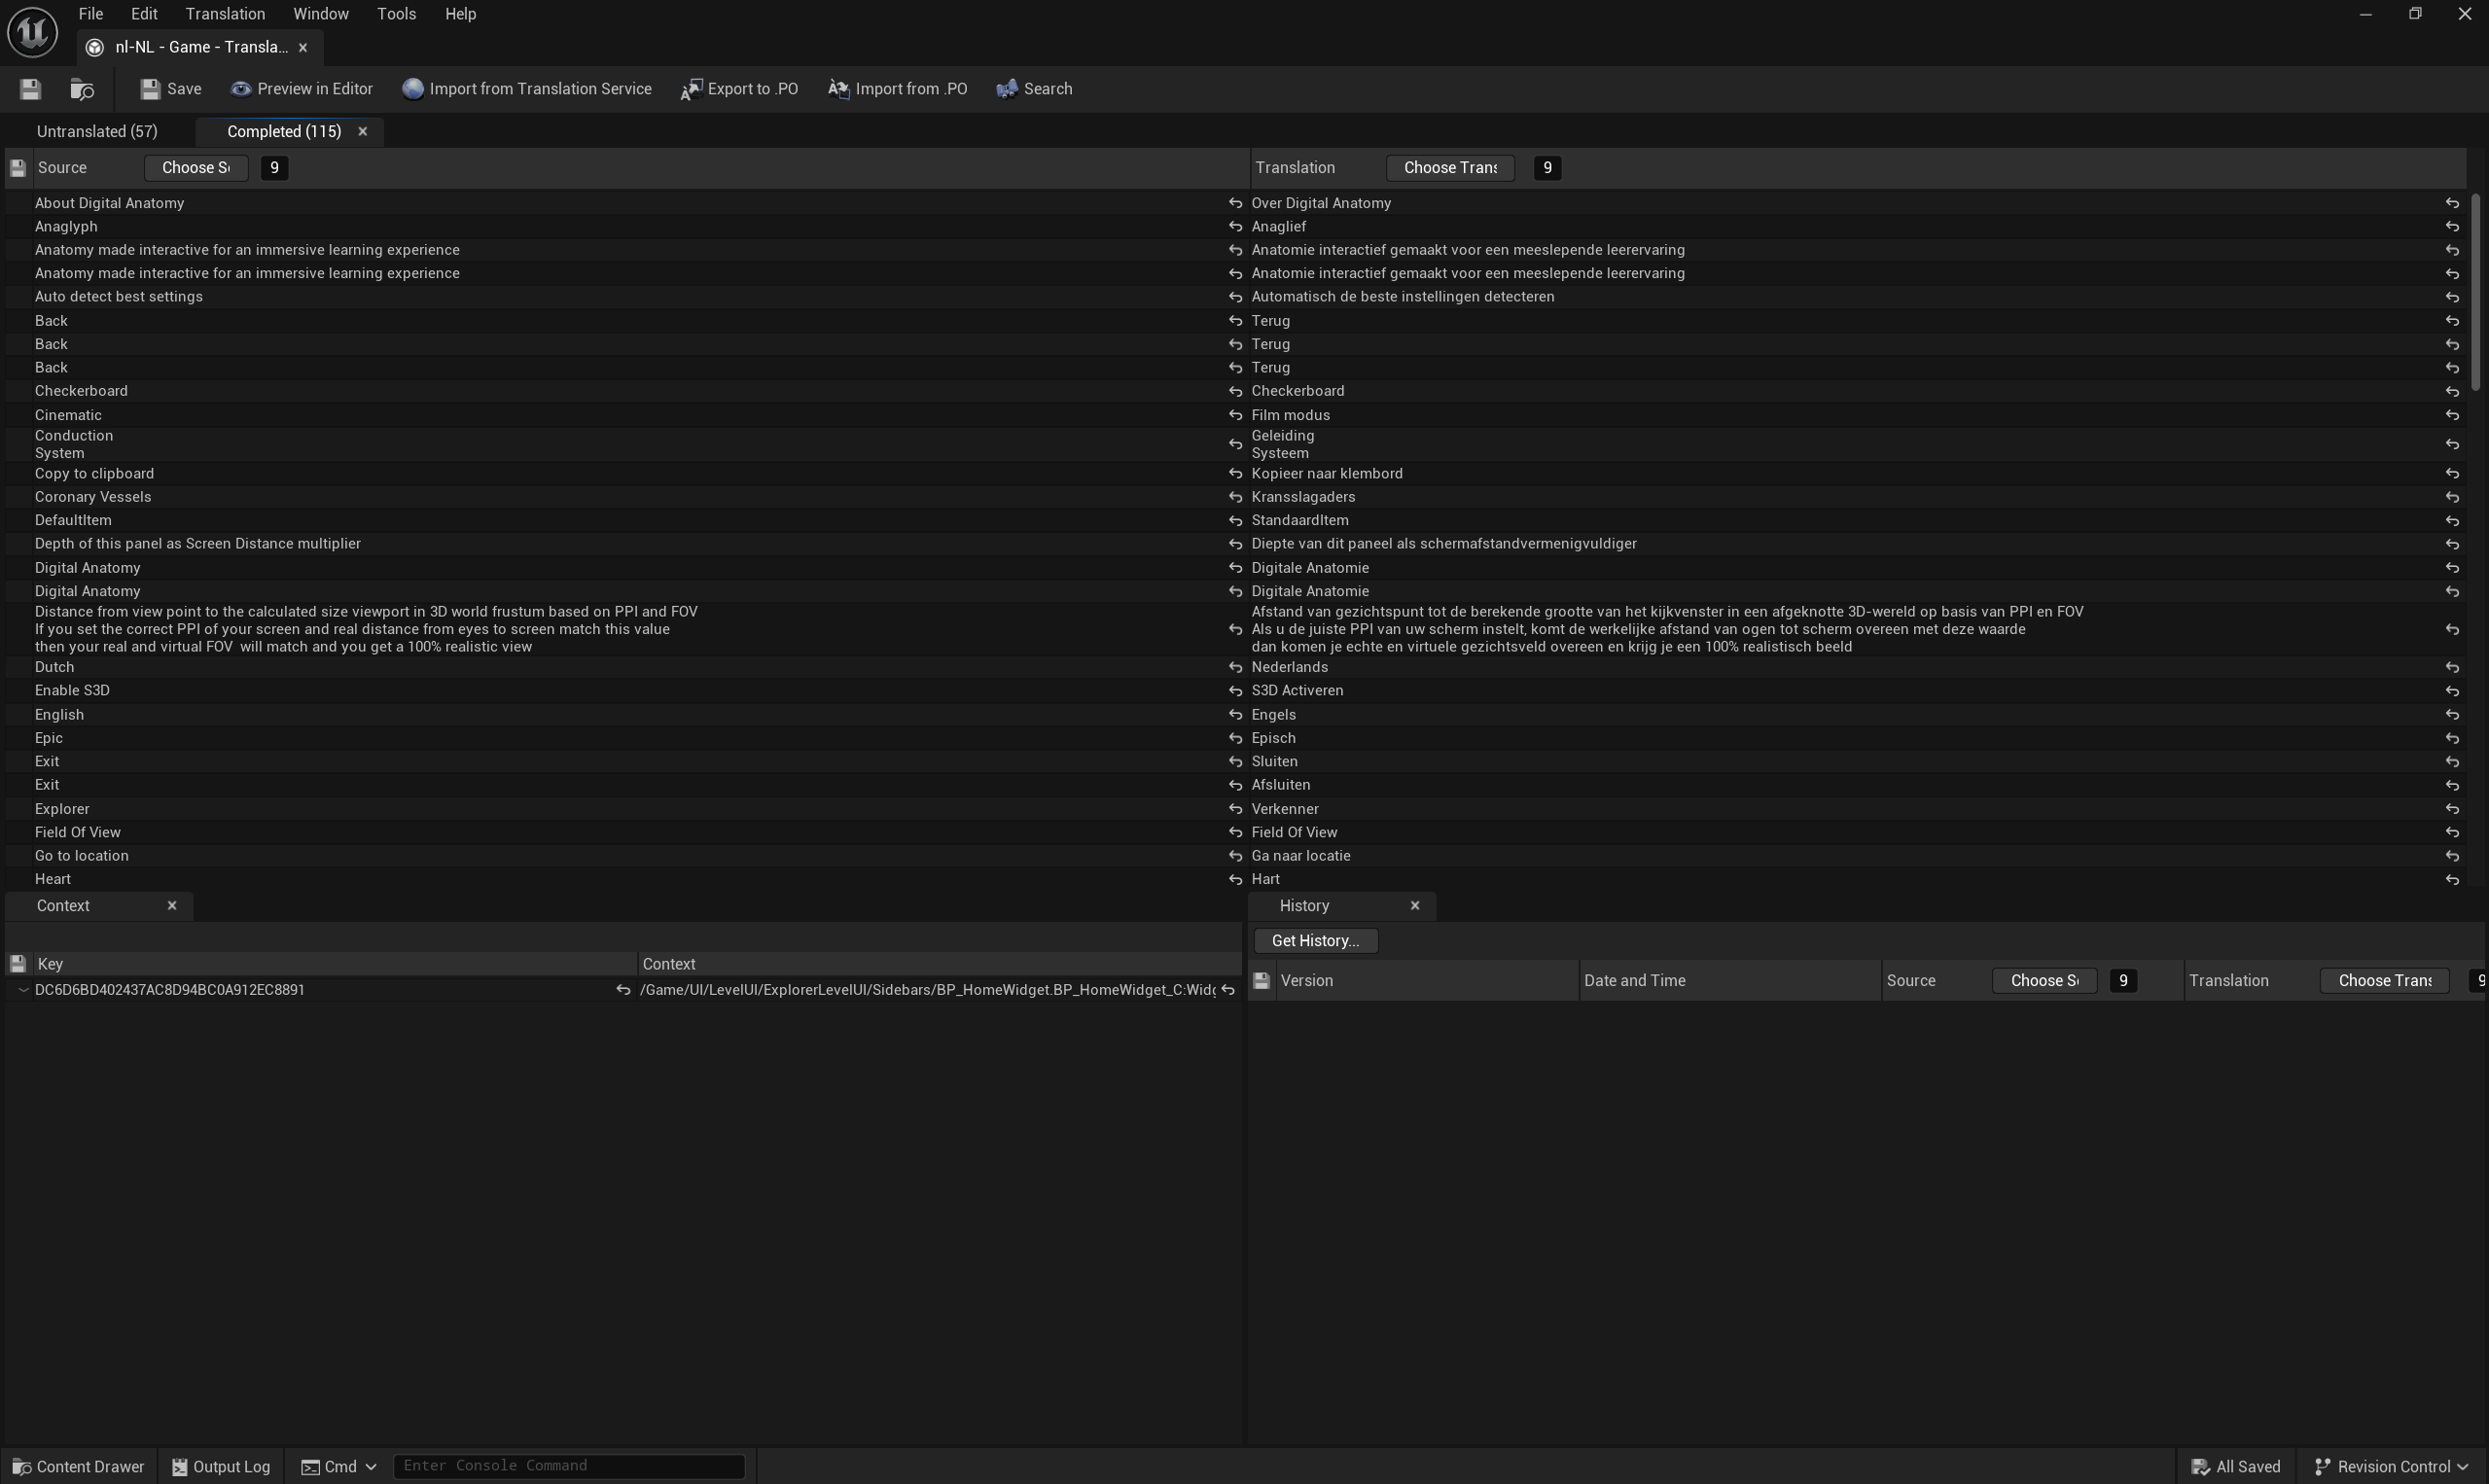 File Edit Translation Window Tools Help
nl-NL - Game - Transla...
Save Preview in Editor Import from Translation Service Export to .PO Import from .PO Search
Untranslated (57) Completed (115)
Source Choose S 9 Translation Choose Trans 9
About Digital Anatomy Over Digital Anatomy
Anaglyph Anaglief
Anatomy made interactive for an immersive learning experience Anatomie interactief gemaakt voor een meeslepende leerervaring
Anatomy made interactive for an immersive learning experience Anatomie interactief gemaakt voor een meeslepende leerervaring
Auto detect best settings Automatisch de beste instellingen detecteren
Back Terug
Back Terug
Back Terug
Checkerboard Checkerboard
Cinematic Film modus
Conduction Geleiding
System Systeem
Copy to clipboard Kopieer naar klembord
Coronary Vessels Kransslagaders
DefaultItem StandaardItem
Depth of this panel as Screen Distance multiplier Diepte van dit paneel als schermafstandvermenigvuldiger
Digital Anatomy Digitale Anatomie
Digital Anatomy Digitale Anatomie
Distance from view point to the calculated size viewport in 3D world frustum based on PPI and FOV Afstand van gezichtspunt tot de berekende grootte van het kijkvenster in een afgeknotte 3D-wereld op basis van PPI en FOV
If you set the correct PPI of your screen and real distance from eyes to screen match this value Als u de juiste PPI van uw scherm instelt, komt de werkelijke afstand van ogen tot scherm overeen met deze waarde
then your real and virtual FOV will match and you get a 100% realistic view dan komen je echte en virtuele gezichtsveld overeen en krijg je een 100% realistisch beeld
Dutch Nederlands
Enable S3D S3D Activeren
English Engels
Epic Episch
Exit Sluiten
Exit Afsluiten
Explorer Verkenner
Field Of View Field Of View
Go to location Ga naar locatie
Heart Hart
Context History
Get History...
Key Context
Version Date and Time Source Choose S 9 Translation Choose Trans 9
DC6D6BD402437AC8D94BC0A912EC8891 /Game/UI/LevelUI/ExplorerLevelUI/Sidebars/BP_HomeWidget.BP_HomeWidget_C:Widg
Content Drawer Output Log Cmd Enter Console Command All Saved Revision Control